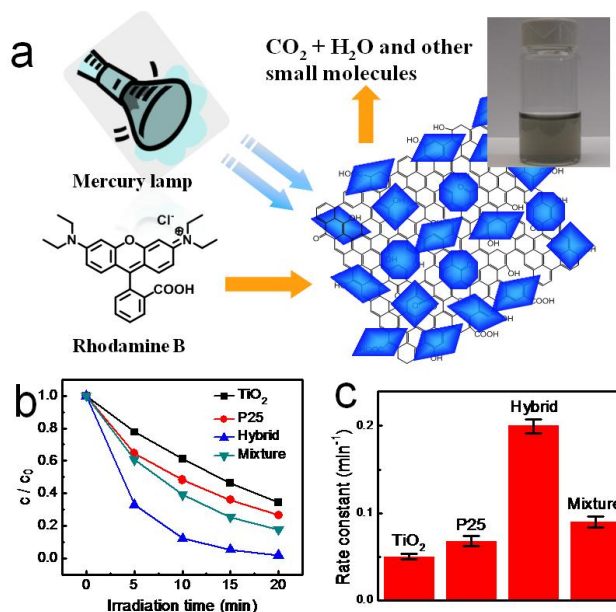 a
CO2 + H2O and other
small molecules
Mercury lamp
Cl-
N
O
N+
COOH
Rhodamine B
HO
OH
COOH
b
TiO2
P25
Hybrid
Mixture
c / c0
1.0
0.8
0.6
0.4
0.2
0.0
0
5
10
15
20
Irradiation time (min)
c
Rate constant (min-1)
0.2
0.1
0.0
TiO2
P25
Hybrid
Mixture